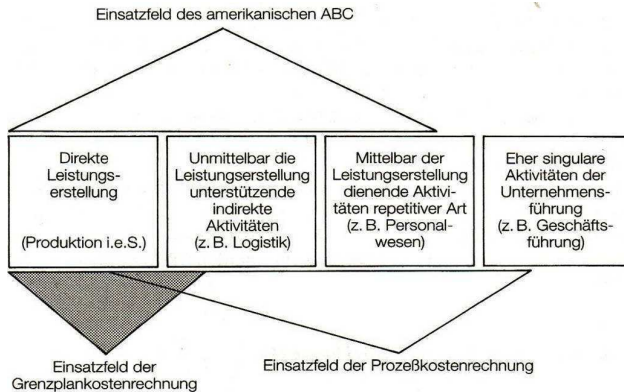 Einsatzfeld des amerikanischen ABC
Direkte
Leistungs-
erstellung
(Produktion i.e.S.)
Unmittelbar die
Leistungserstellung
unterstützende
indirekte
Aktivitäten
(z. B. Logistik)
Mittelbar der
Leistungserstellung
dienende Aktivi-
täten repetitiver Art
(z. B. Personal-
wesen)
Eher singulare
Aktivitäten der
Unternehmens-
führung
(z. B. Geschäfts-
führung)
Einsatzfeld der
Grenzplankostenrechnung
Einsatzfeld der Prozeßkostenrechnung